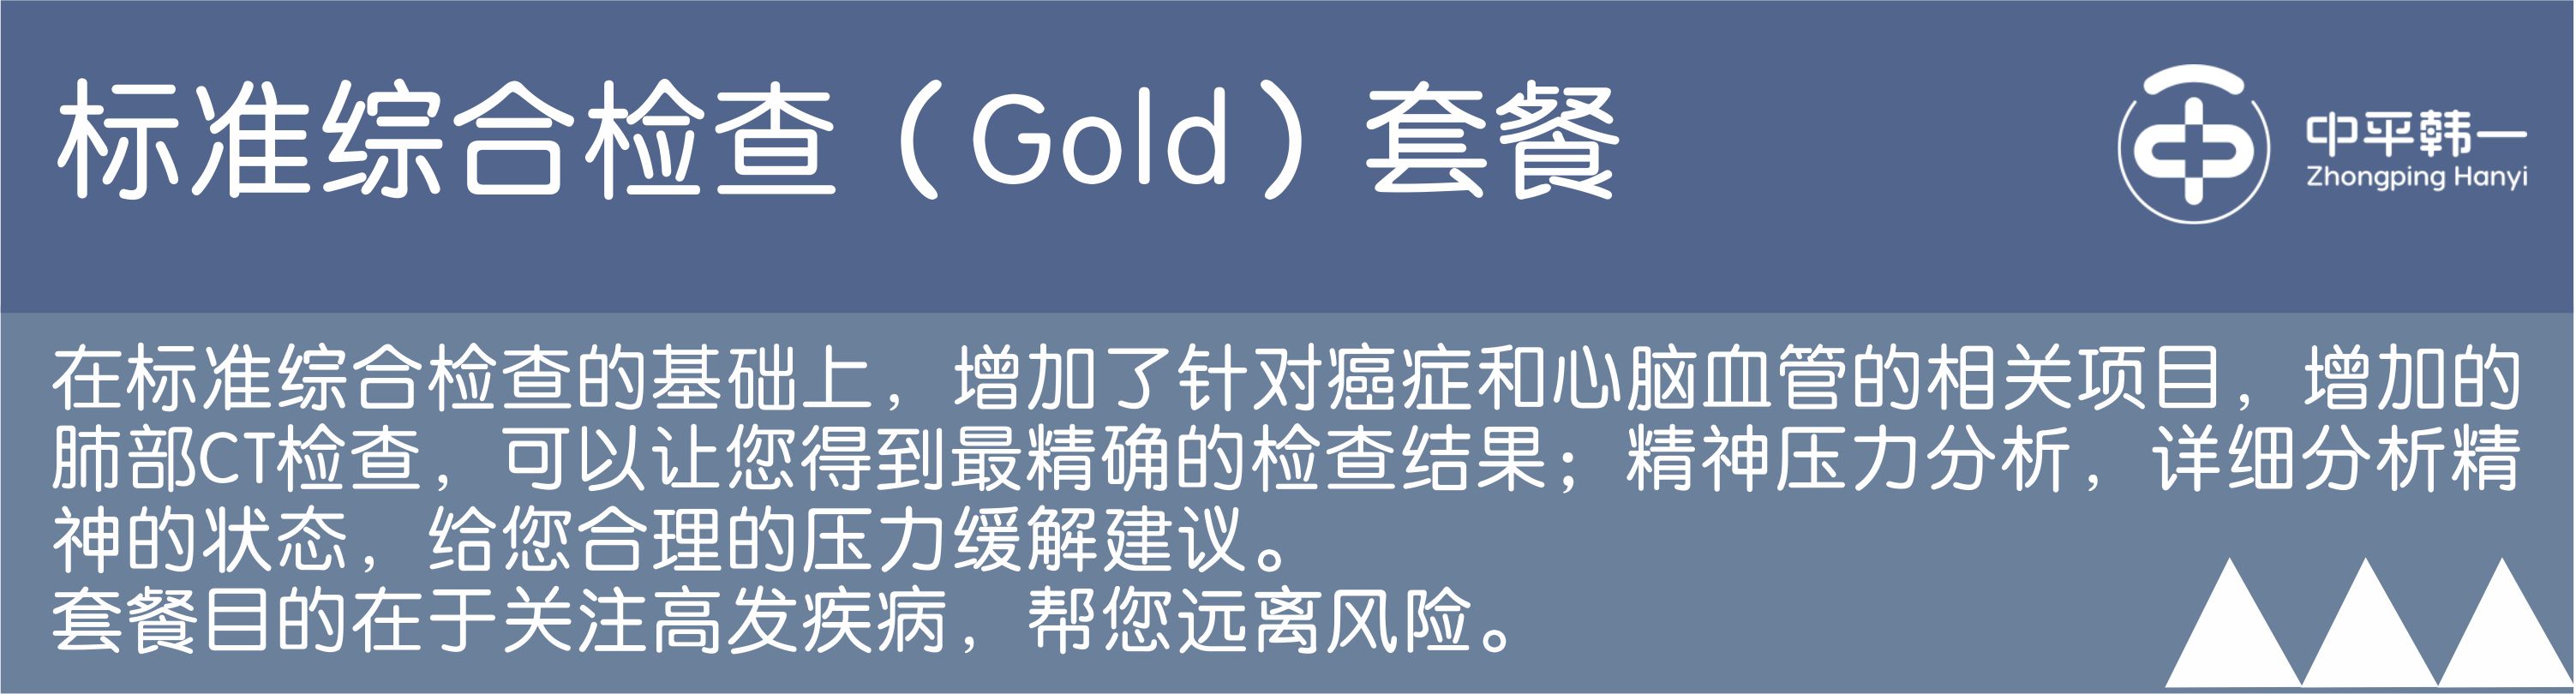 标准综合检查（Gold）套餐
中平韩一
Zhongping Hanyi
在标准综合检查的基础上，增加了针对癌症和心脑血管的相关项目，增加的
肺部CT检查，可以让您得到最精确的检查结果；精神压力分析，详细分析精
神的状态，给您合理的压力缓解建议。
套餐目的在于关注高发疾病，帮您远离风险。